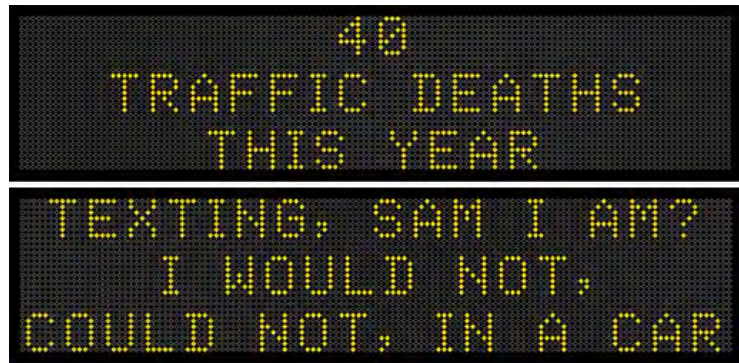 40
TRAFFIC DEATHS
THIS YEAR
TEXTING, SAM I AM?
I WOULD NOT,
COULD NOT, IN A CAR